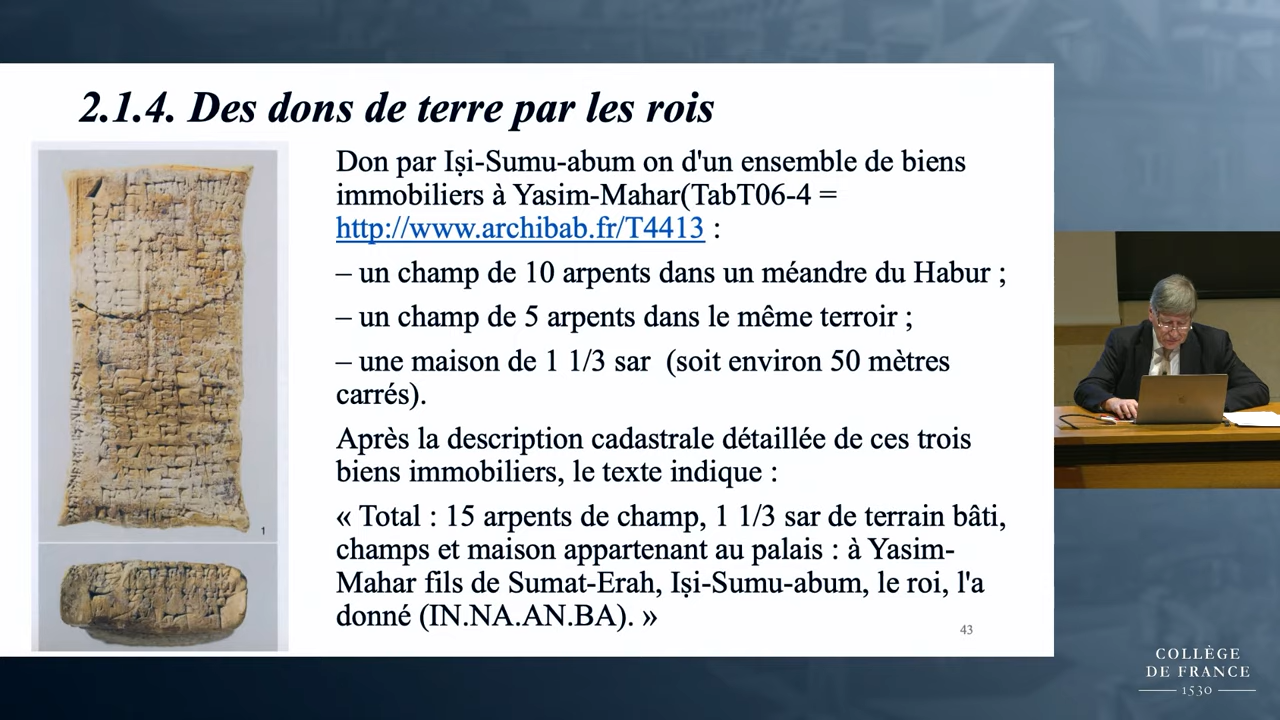 2.1.4. Des dons de terre par les rois
Don par Iṣi-Sumu-abum on d'un ensemble de biens
immobiliers à Yasim-Mahar(TabT06-4 =
http://www.archibab.fr/T4413 :
– un champ de 10 arpents dans un méandre du Habur ;
– un champ de 5 arpents dans le même terroir ;
– une maison de 1 1/3 sar (soit environ 50 mètres
carrés).
Après la description cadastrale détaillée de ces trois
biens immobiliers, le texte indique :
« Total : 15 arpents de champ, 1 1/3 sar de terrain bâti,
champs et maison appartenant au palais : à Yasim-
Mahar fils de Sumat-Erah, Iṣi-Sumu-abum, le roi, l'a
donné (IN.NA.AN.BA). »
1
43
COLLÈGE
DE FRANCE
1530